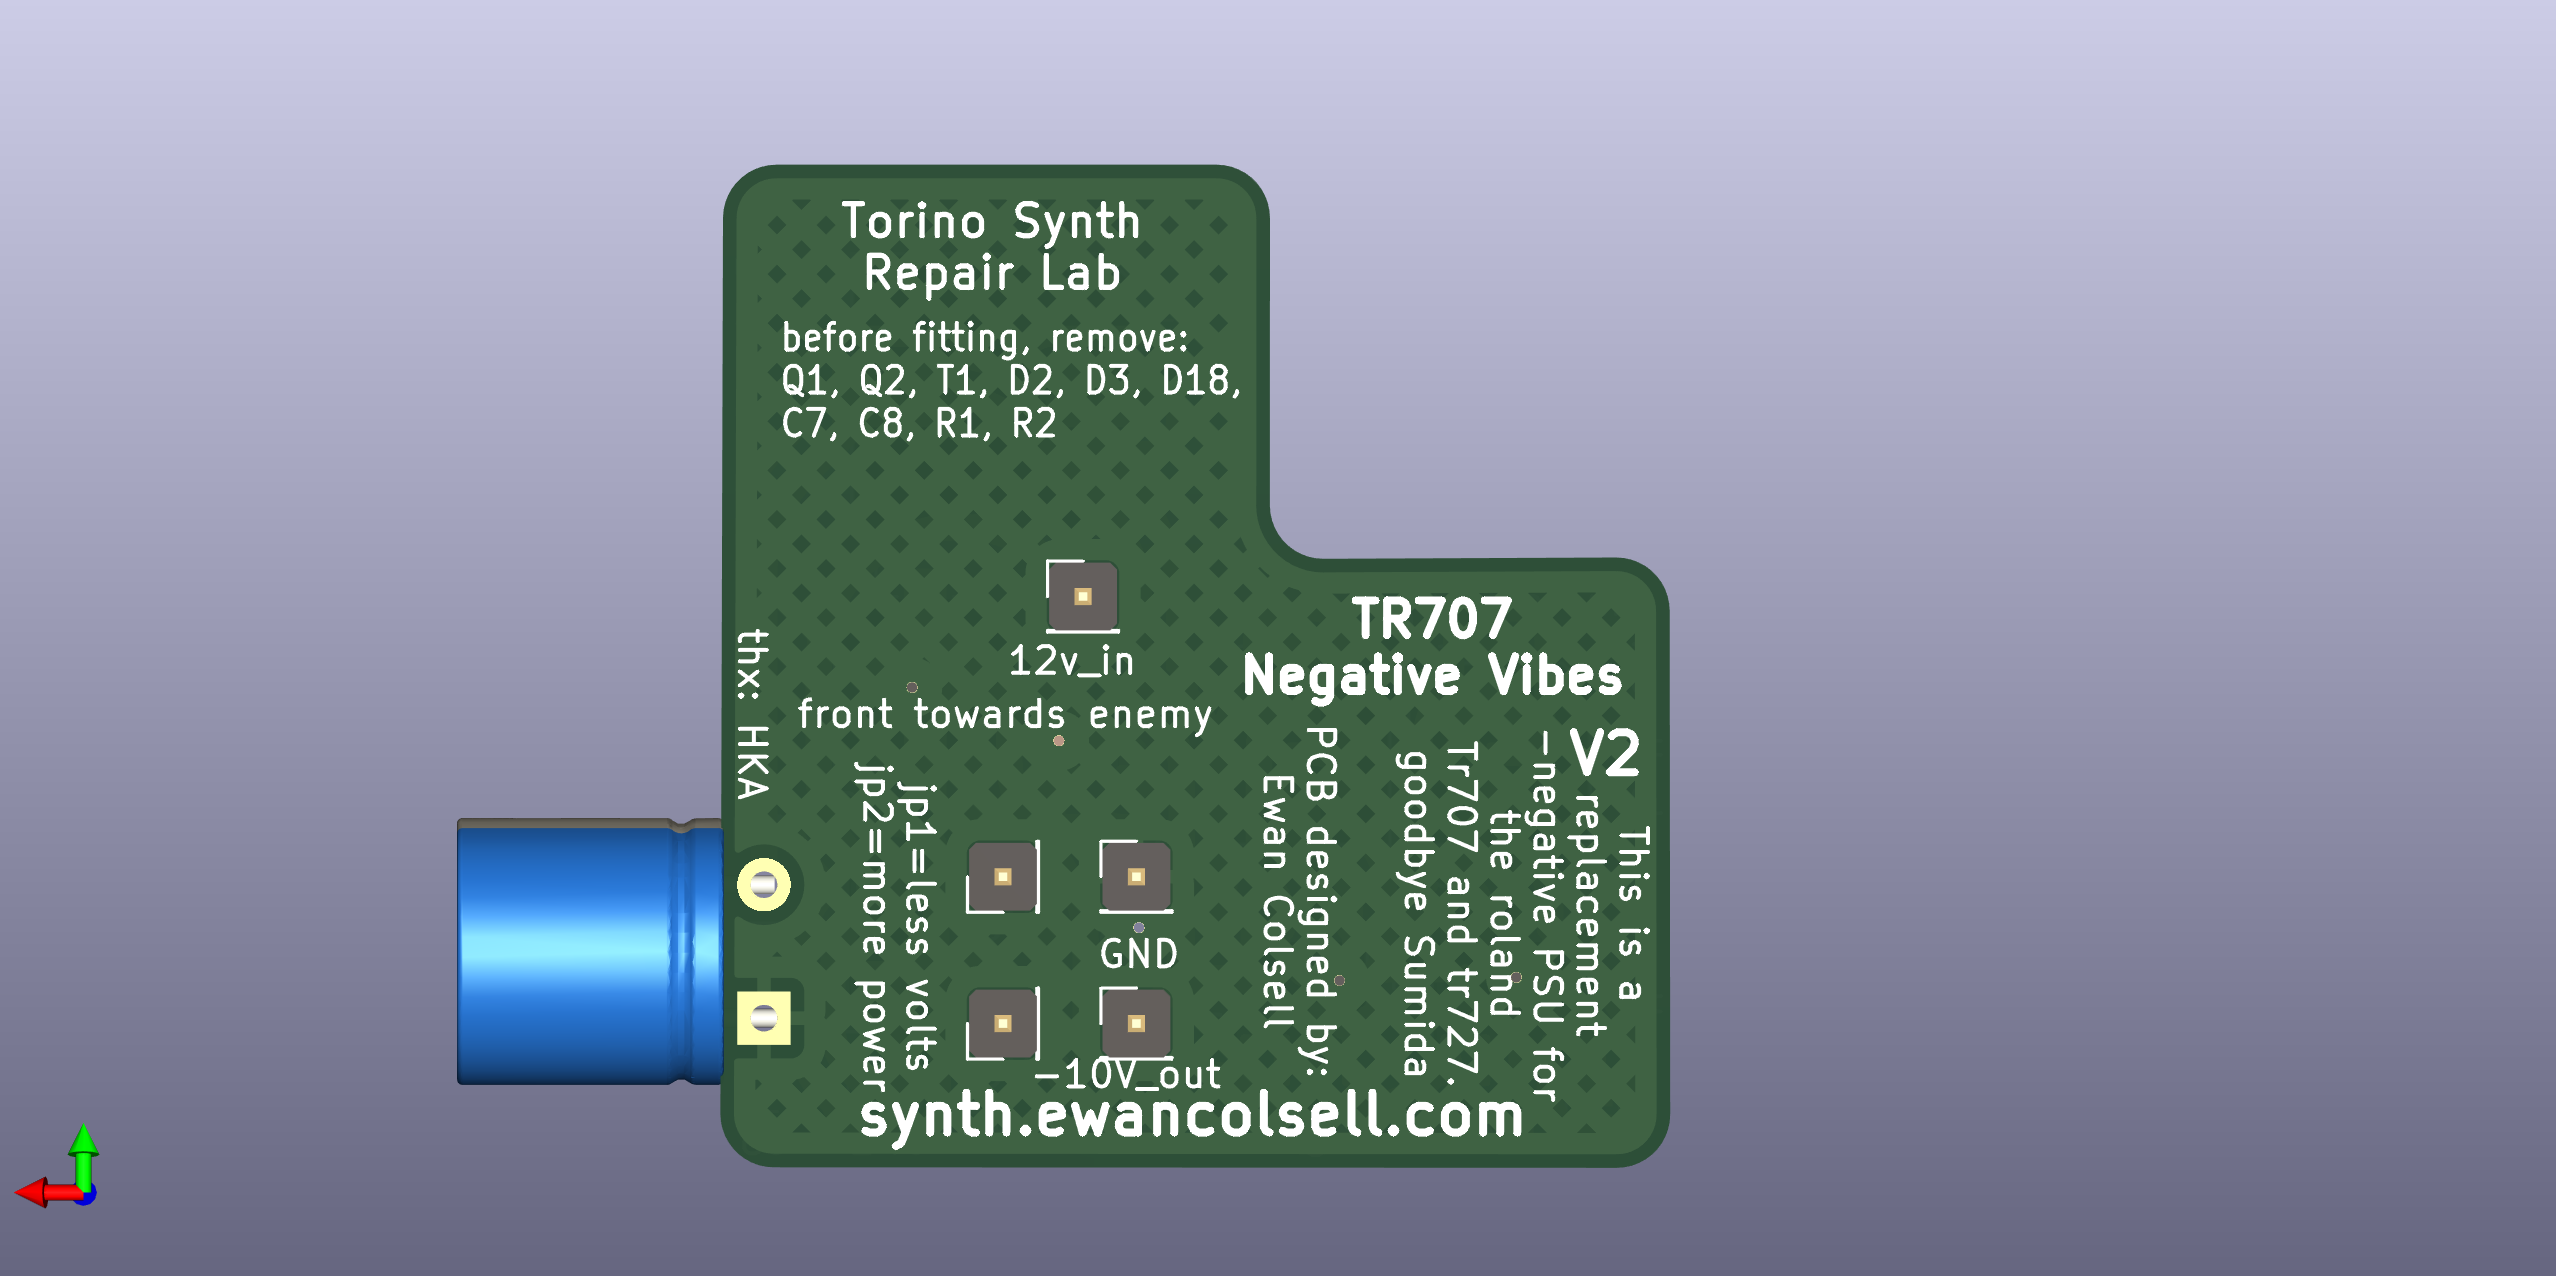 Torino Synth
Repair Lab
before fitting, remove:
Q1, Q2, T1, D2, D3, D18,
C7, C8, R1, R2
12v_in
front towards enemy
thx: HKA
jp1=less volts
jp2=more power
GND
-10V_out
TR707
Negative Vibes
V2
This is a
replacement
-negative PSU for
the roland
Tr707 and tr727.
goodbye Sumida
PCB designed by:
Ewan Colsell
synth.ewancolsell.com